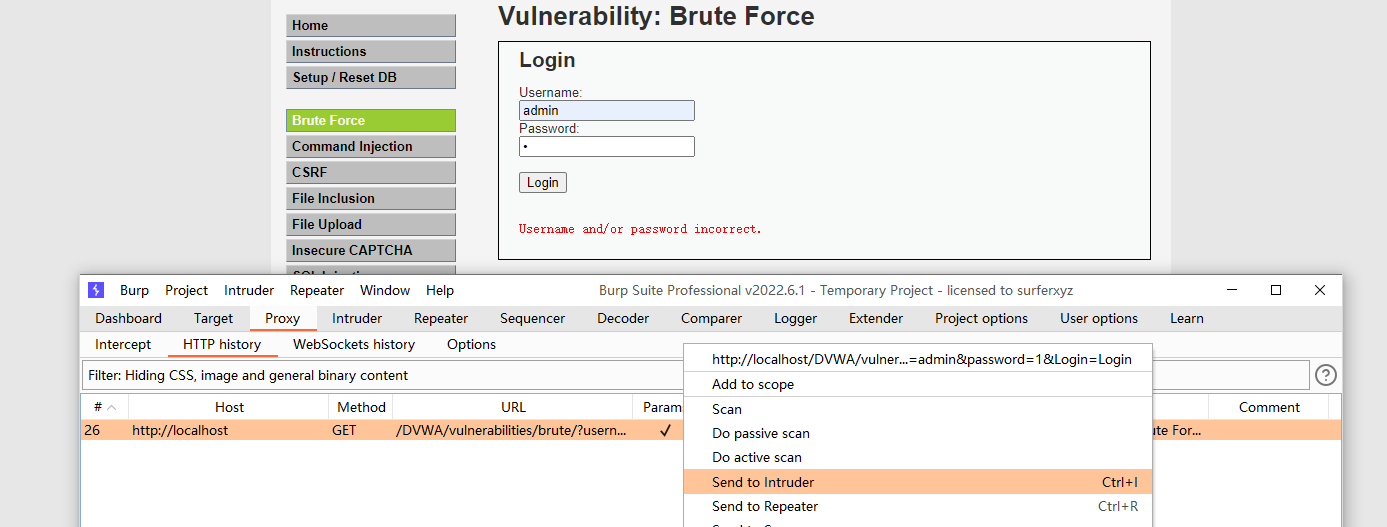 Vulnerability: Brute Force
Home
Instructions
Setup / Reset DB
Brute Force
Command Injection
CSRF
File Inclusion
File Upload
Insecure CAPTCHA
Login
Username:
admin
Password:
•
Login
Username and/or password incorrect.
Burp Project Intruder Repeater Window Help Burp Suite Professional v2022.6.1 - Temporary Project - licensed to surferxyz
Dashboard Target Proxy Intruder Repeater Sequencer Decoder Comparer Logger Extender Project options User options Learn
Intercept HTTP history WebSockets history Options
Filter: Hiding CSS, image and general binary content
# Host Method URL Param Comment
26 http://localhost GET /DVWA/vulnerabilities/brute/?usern... ✓ ute For...
http://localhost/DVWA/vulner...=admin&password=1&Login=Login
Add to scope
Scan
Do passive scan
Do active scan
Send to Intruder Ctrl+I
Send to Repeater Ctrl+R